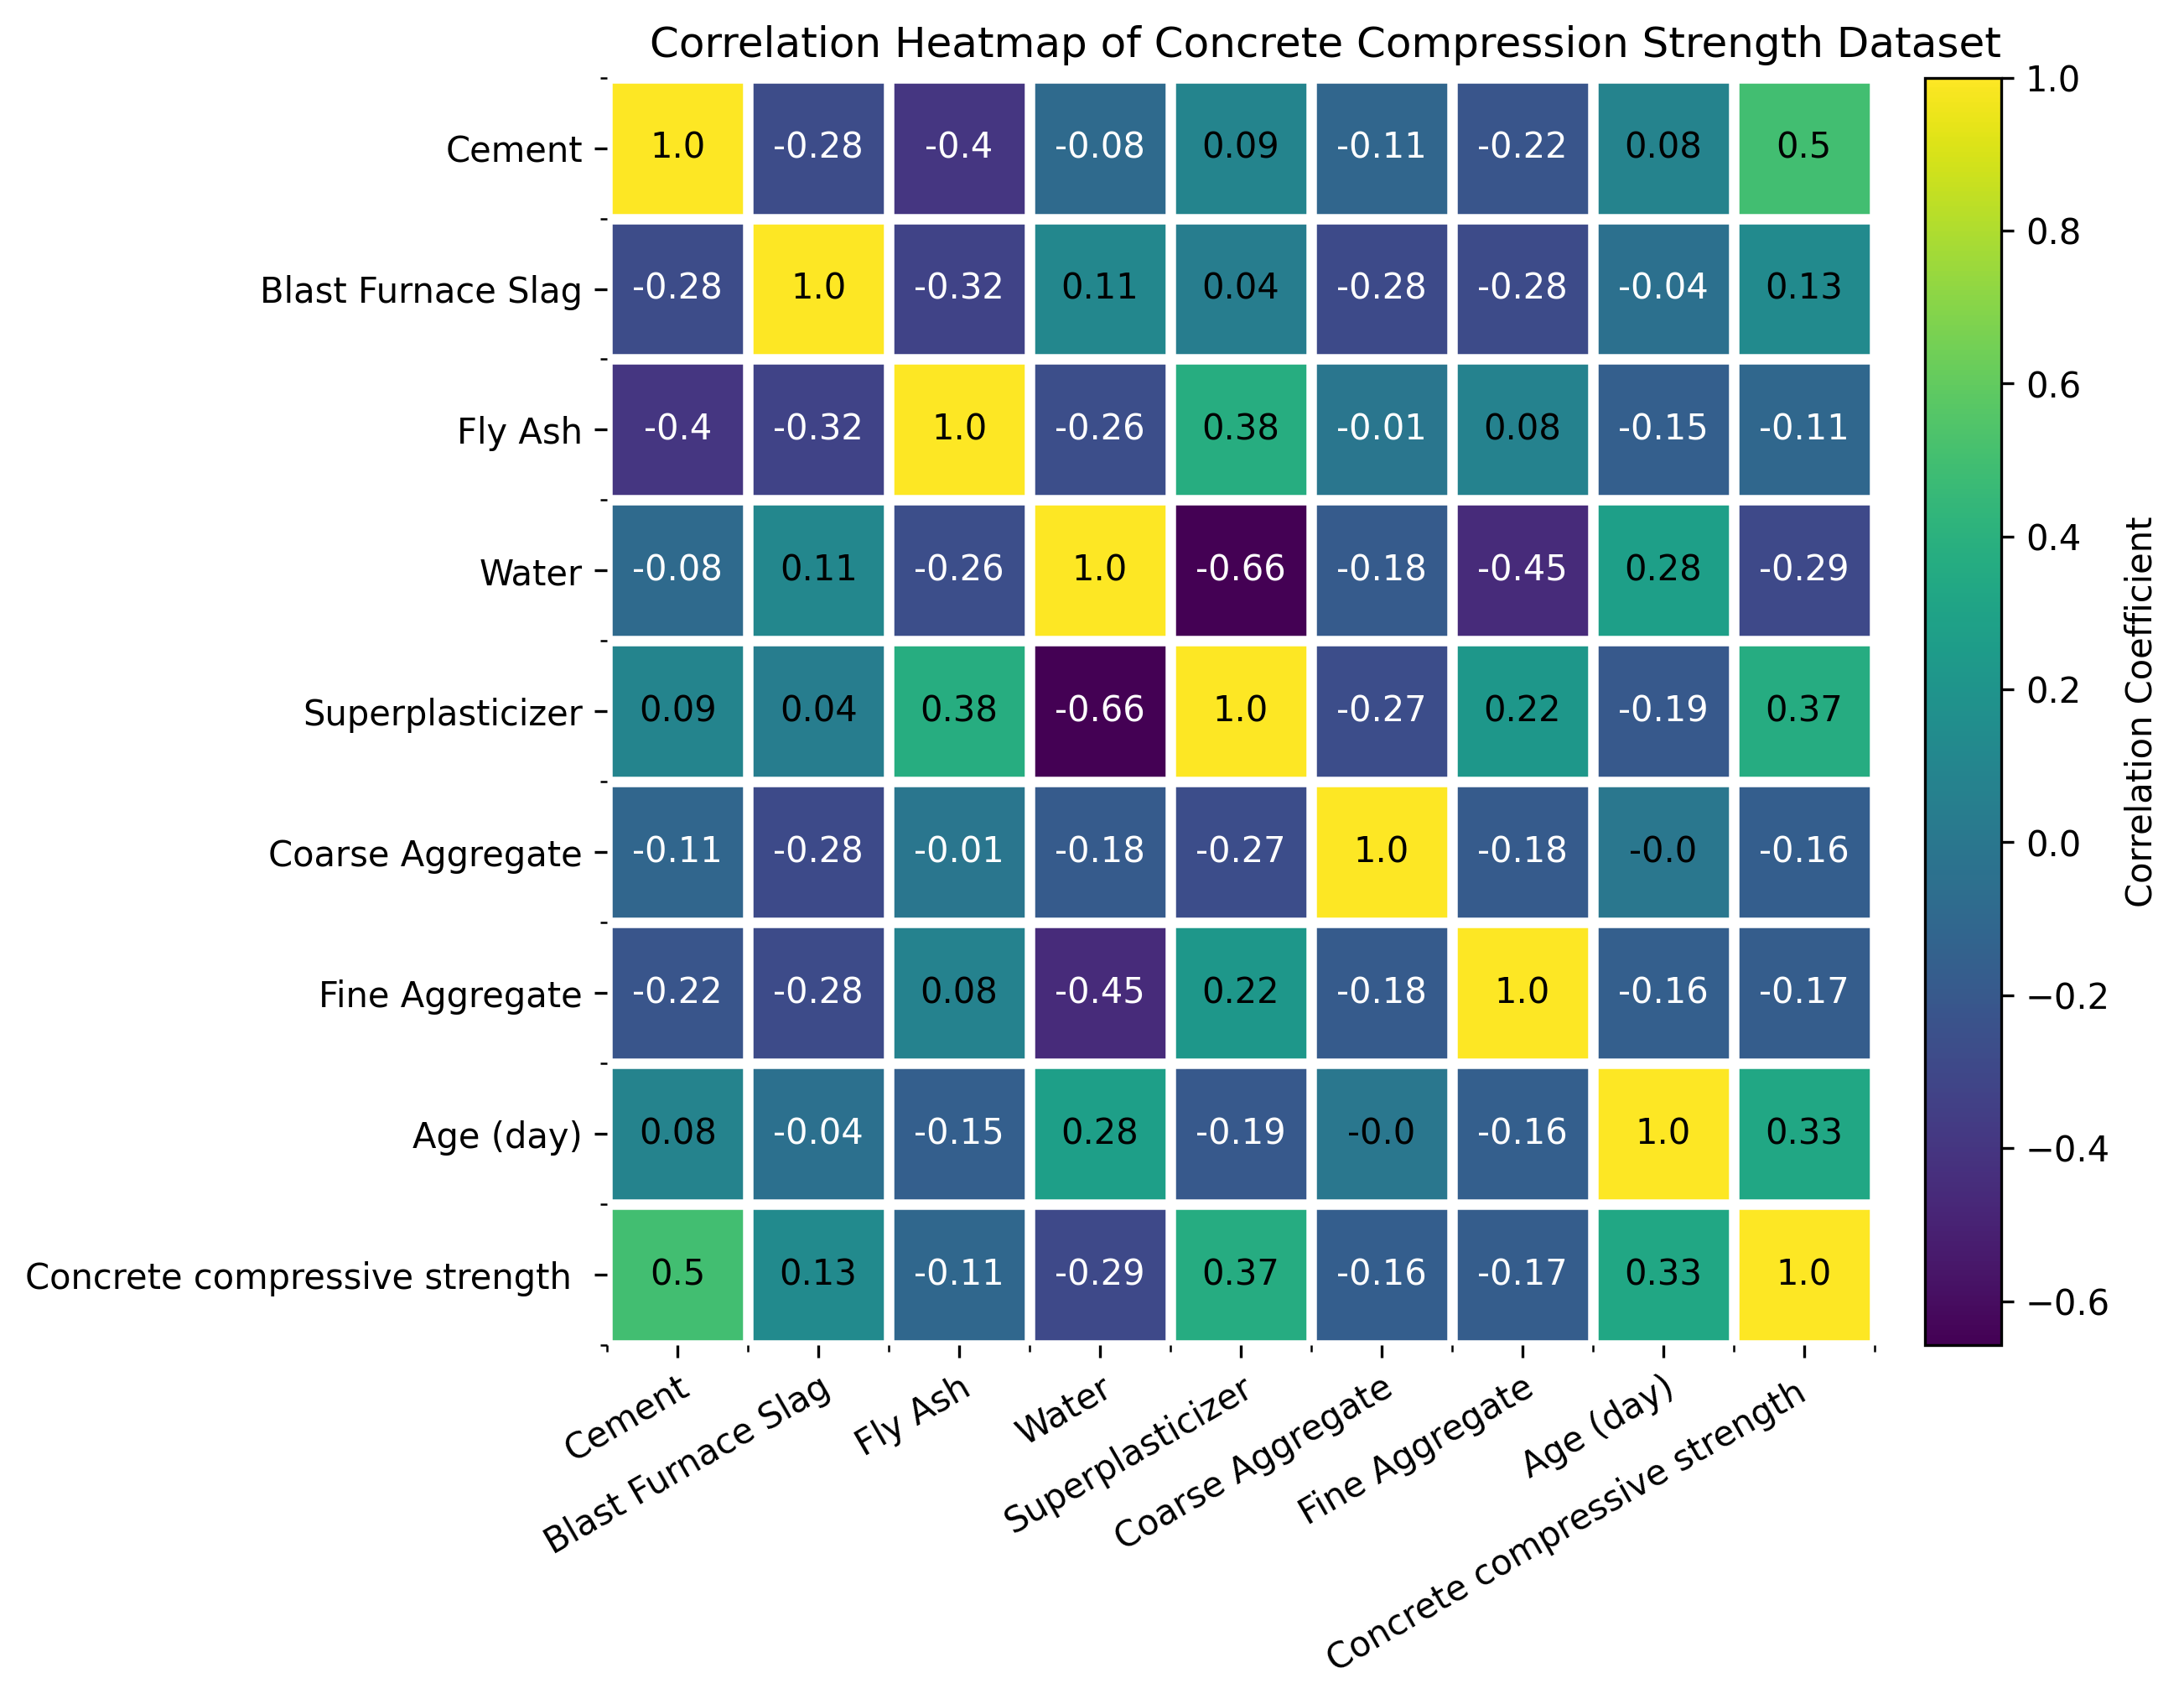 Correlation Heatmap of Concrete Compression Strength Dataset
Cement 1.0 -0.28 -0.4 -0.08 0.09 -0.11 -0.22 0.08 0.5
Blast Furnace Slag -0.28 1.0 -0.32 0.11 0.04 -0.28 -0.28 -0.04 0.13
Fly Ash -0.4 -0.32 1.0 -0.26 0.38 -0.01 0.08 -0.15 -0.11
Water -0.08 0.11 -0.26 1.0 -0.66 -0.18 -0.45 0.28 -0.29
Superplasticizer 0.09 0.04 0.38 -0.66 1.0 -0.27 0.22 -0.19 0.37
Coarse Aggregate -0.11 -0.28 -0.01 -0.18 -0.27 1.0 -0.18 -0.0 -0.16
Fine Aggregate -0.22 -0.28 0.08 -0.45 0.22 -0.18 1.0 -0.16 -0.17
Age (day) 0.08 -0.04 -0.15 0.28 -0.19 -0.0 -0.16 1.0 0.33
Concrete compressive strength 0.5 0.13 -0.11 -0.29 0.37 -0.16 -0.17 0.33 1.0
Cement
Blast Furnace Slag
Fly Ash
Water
Superplasticizer
Coarse Aggregate
Fine Aggregate
Age (day)
Concrete compressive strength
1.0
0.8
0.6
0.4
0.2
0.0
−0.2
−0.4
−0.6
Correlation Coefficient